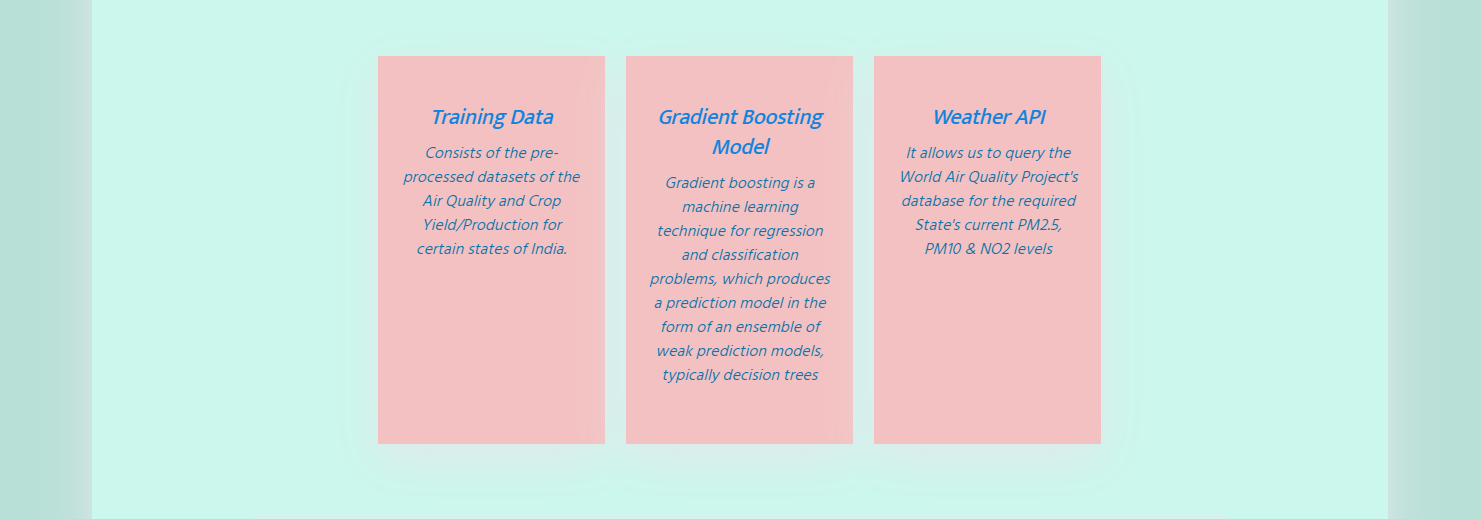 Training Data
Consists of the pre-
processed datasets of the
Air Quality and Crop
Yield/Production for
certain states of India.
Gradient Boosting
Model
Gradient boosting is a
machine learning
technique for regression
and classification
problems, which produces
a prediction model in the
form of an ensemble of
weak prediction models,
typically decision trees
Weather API
It allows us to query the
World Air Quality Project's
database for the required
State's current PM2.5,
PM10 & NO2 levels